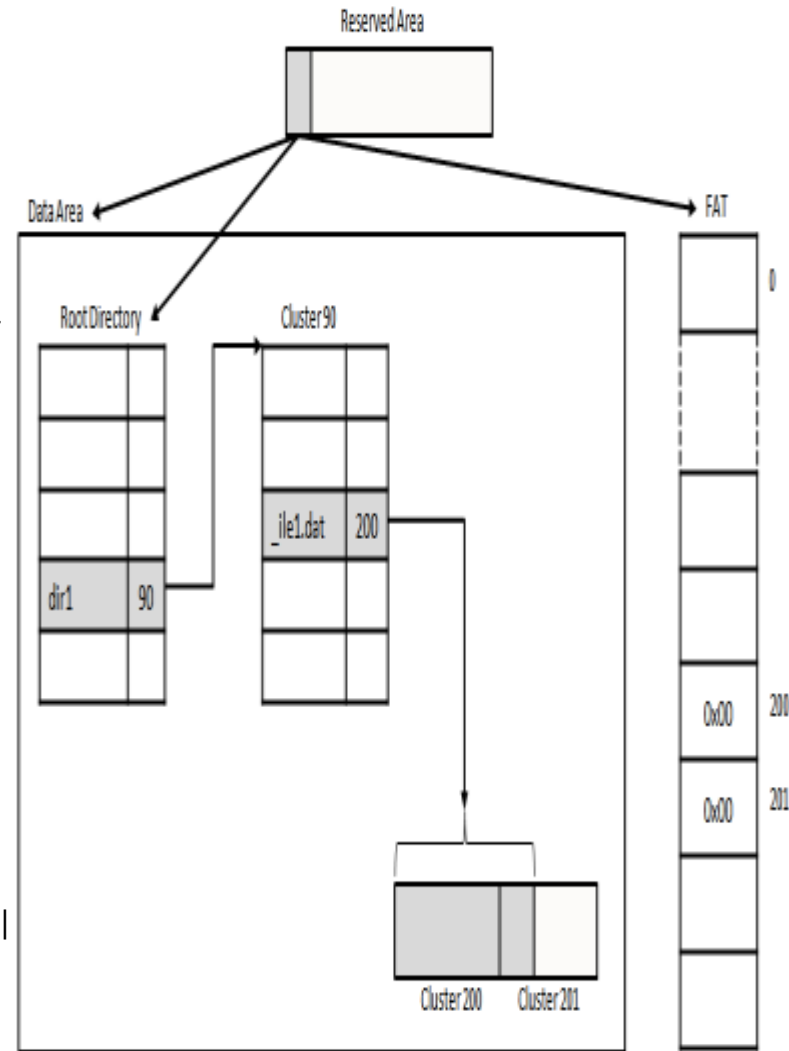 Reserved Area
Data Area
FAT
0
Root Directory
Cluster 90
_ile1.dat
200
dir1
90
0x00
200
0x00
201
Cluster 200
Cluster 201